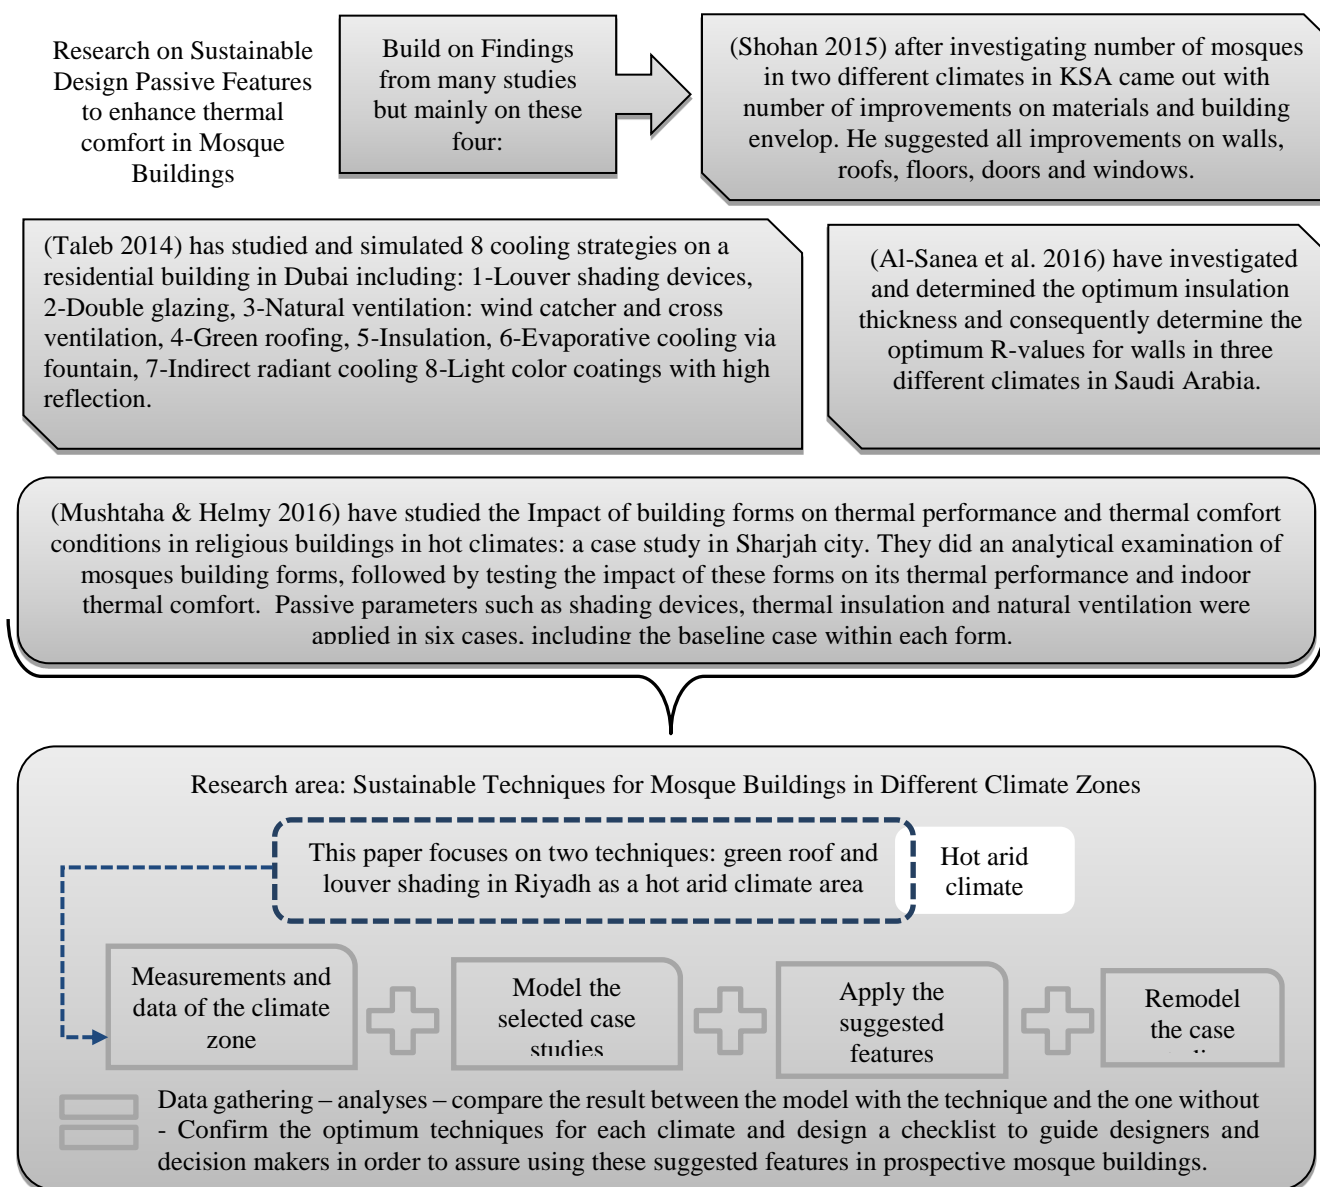 Research on Sustainable
Design Passive Features
to enhance thermal
comfort in Mosque
Buildings
Build on Findings
from many studies
but mainly on these
four:
(Shohan 2015) after investigating number of mosques
in two different climates in KSA came out with
number of improvements on materials and building
envelop. He suggested all improvements on walls,
roofs, floors, doors and windows.
(Taleb 2014) has studied and simulated 8 cooling strategies on a
residential building in Dubai including: 1-Louver shading devices,
2-Double glazing, 3-Natural ventilation: wind catcher and cross
ventilation, 4-Green roofing, 5-Insulation, 6-Evaporative cooling via
fountain, 7-Indirect radiant cooling 8-Light color coatings with high
reflection.
(Al-Sanea et al. 2016) have investigated
and determined the optimum insulation
thickness and consequently determine the
optimum R-values for walls in three
different climates in Saudi Arabia.
(Mushtaha & Helmy 2016) have studied the Impact of building forms on thermal performance and thermal comfort
conditions in religious buildings in hot climates: a case study in Sharjah city. They did an analytical examination of
mosques building forms, followed by testing the impact of these forms on its thermal performance and indoor
thermal comfort. Passive parameters such as shading devices, thermal insulation and natural ventilation were
applied in six cases, including the baseline case within each form.
Research area: Sustainable Techniques for Mosque Buildings in Different Climate Zones
This paper focuses on two techniques: green roof and
louver shading in Riyadh as a hot arid climate area
Hot arid
climate
Measurements and
data of the climate
zone
Model the
selected case
studies
Apply the
suggested
features
Remodel
the case
Data gathering – analyses – compare the result between the model with the technique and the one without
- Confirm the optimum techniques for each climate and design a checklist to guide designers and
decision makers in order to assure using these suggested features in prospective mosque buildings.